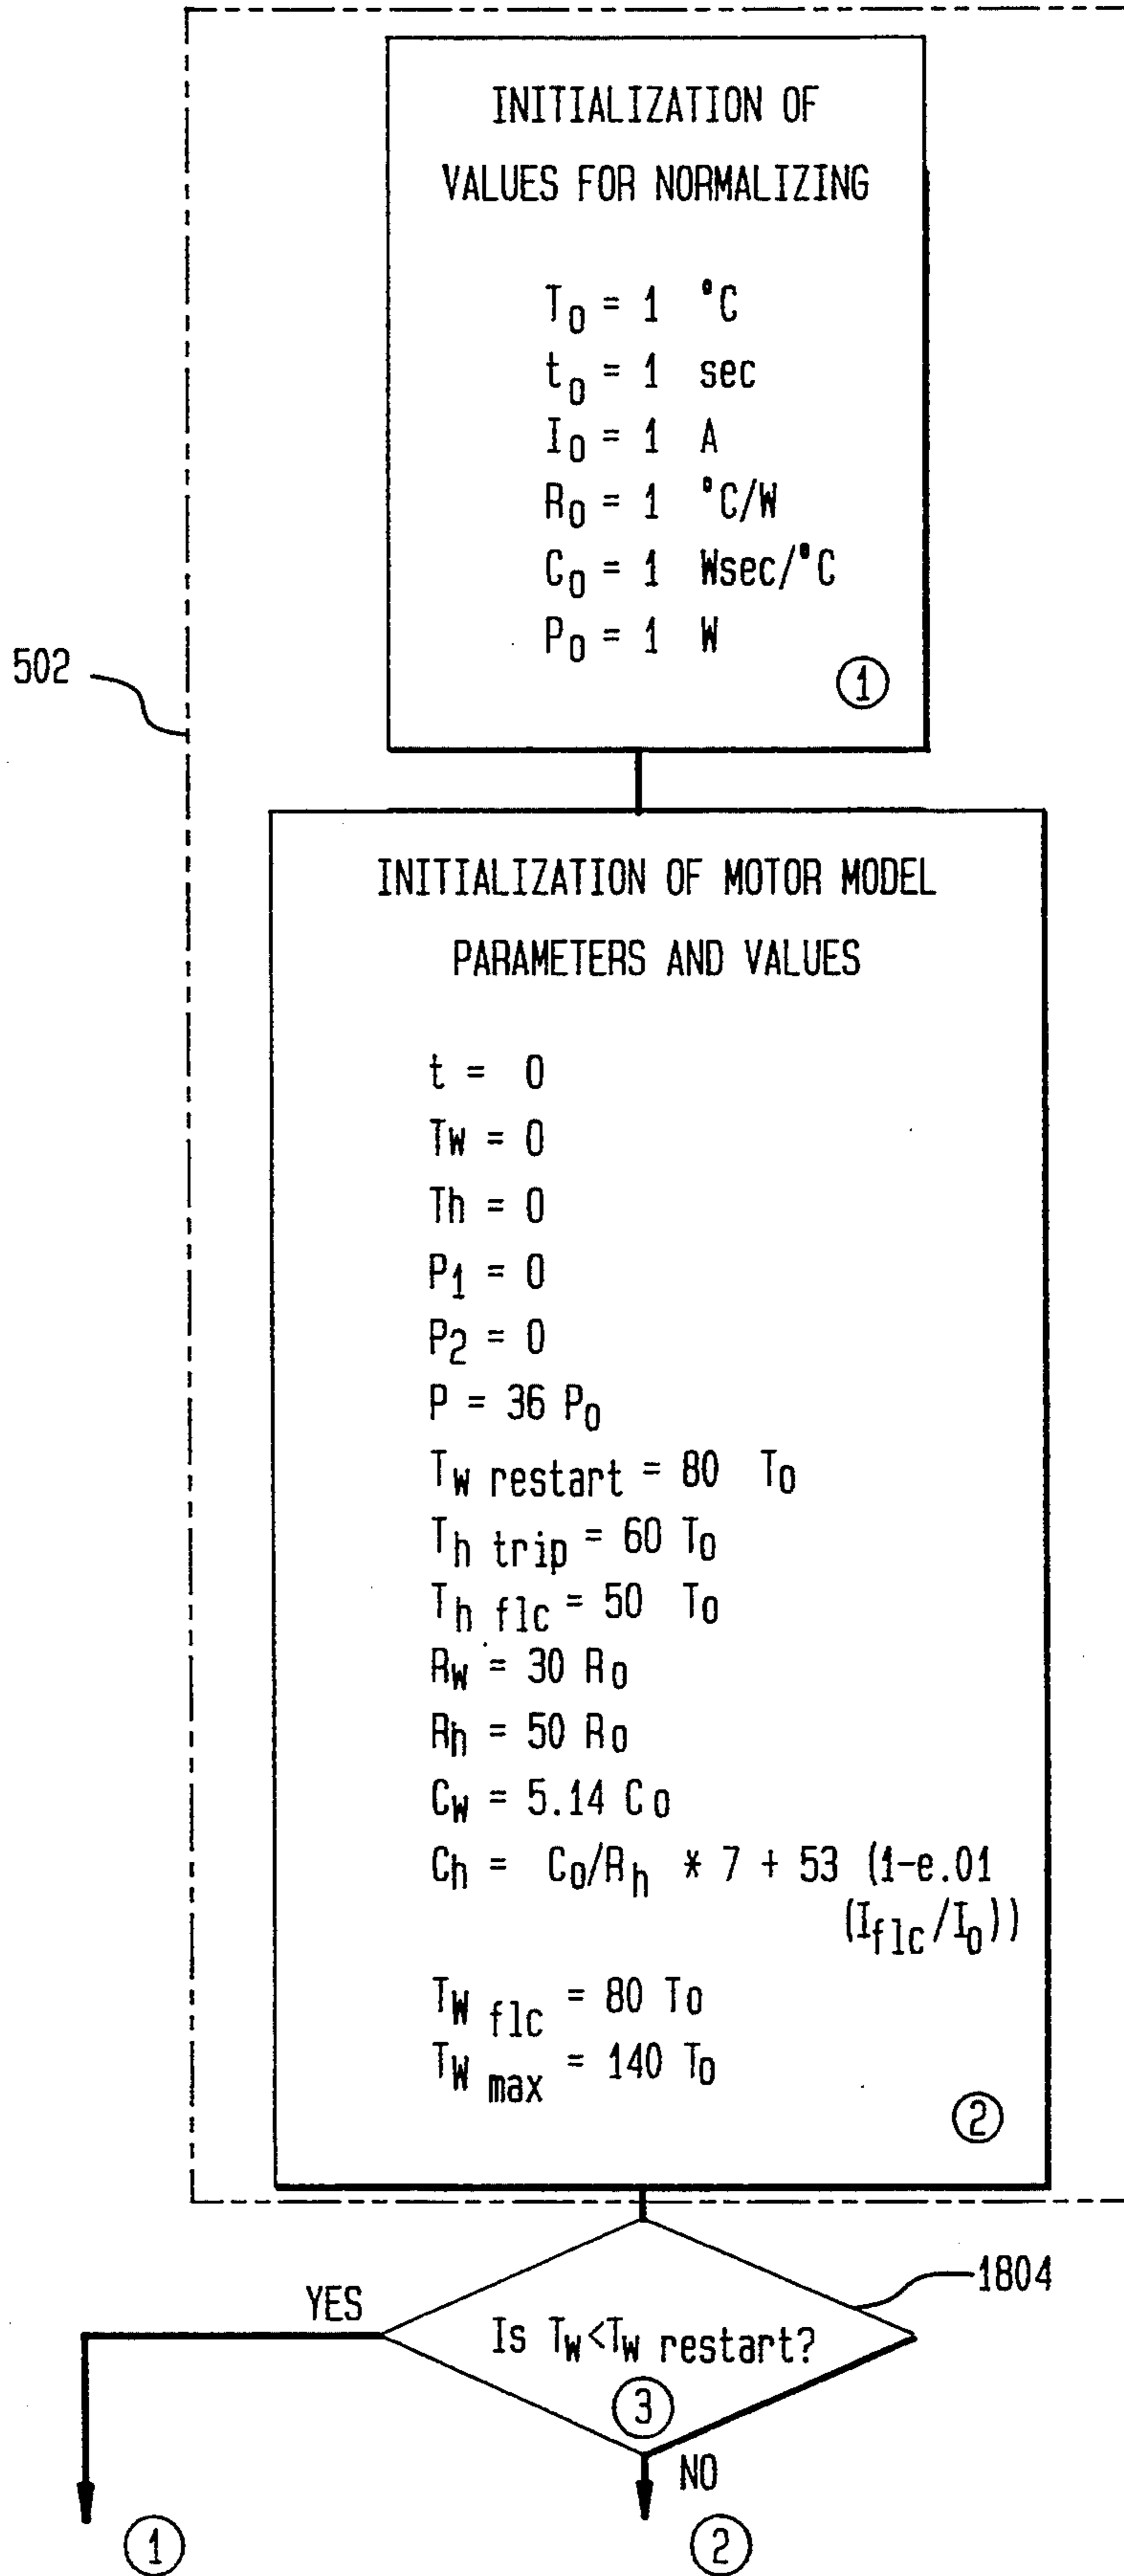 INITIALIZATION OF
VALUES FOR NORMALIZING
T0 = 1 °C
t0 = 1 sec
I0 = 1 A
R0 = 1 °C/W
C0 = 1 Wsec/°C
P0 = 1 W
1
502
INITIALIZATION OF MOTOR MODEL
PARAMETERS AND VALUES
t = 0
Tw = 0
Th = 0
P1 = 0
P2 = 0
P = 36 P0
Tw restart = 80 T0
Th trip = 60 T0
Th flc = 50 T0
Rw = 30 R0
Rh = 50 R0
Cw = 5.14 C0
Ch = C0/Rh * 7 + 53 (1-e.01
(Iflc/I0))
Tw flc = 80 T0
Tw max = 140 T0
2
1804
YES
Is Tw<Tw restart?
3
NO
1
2